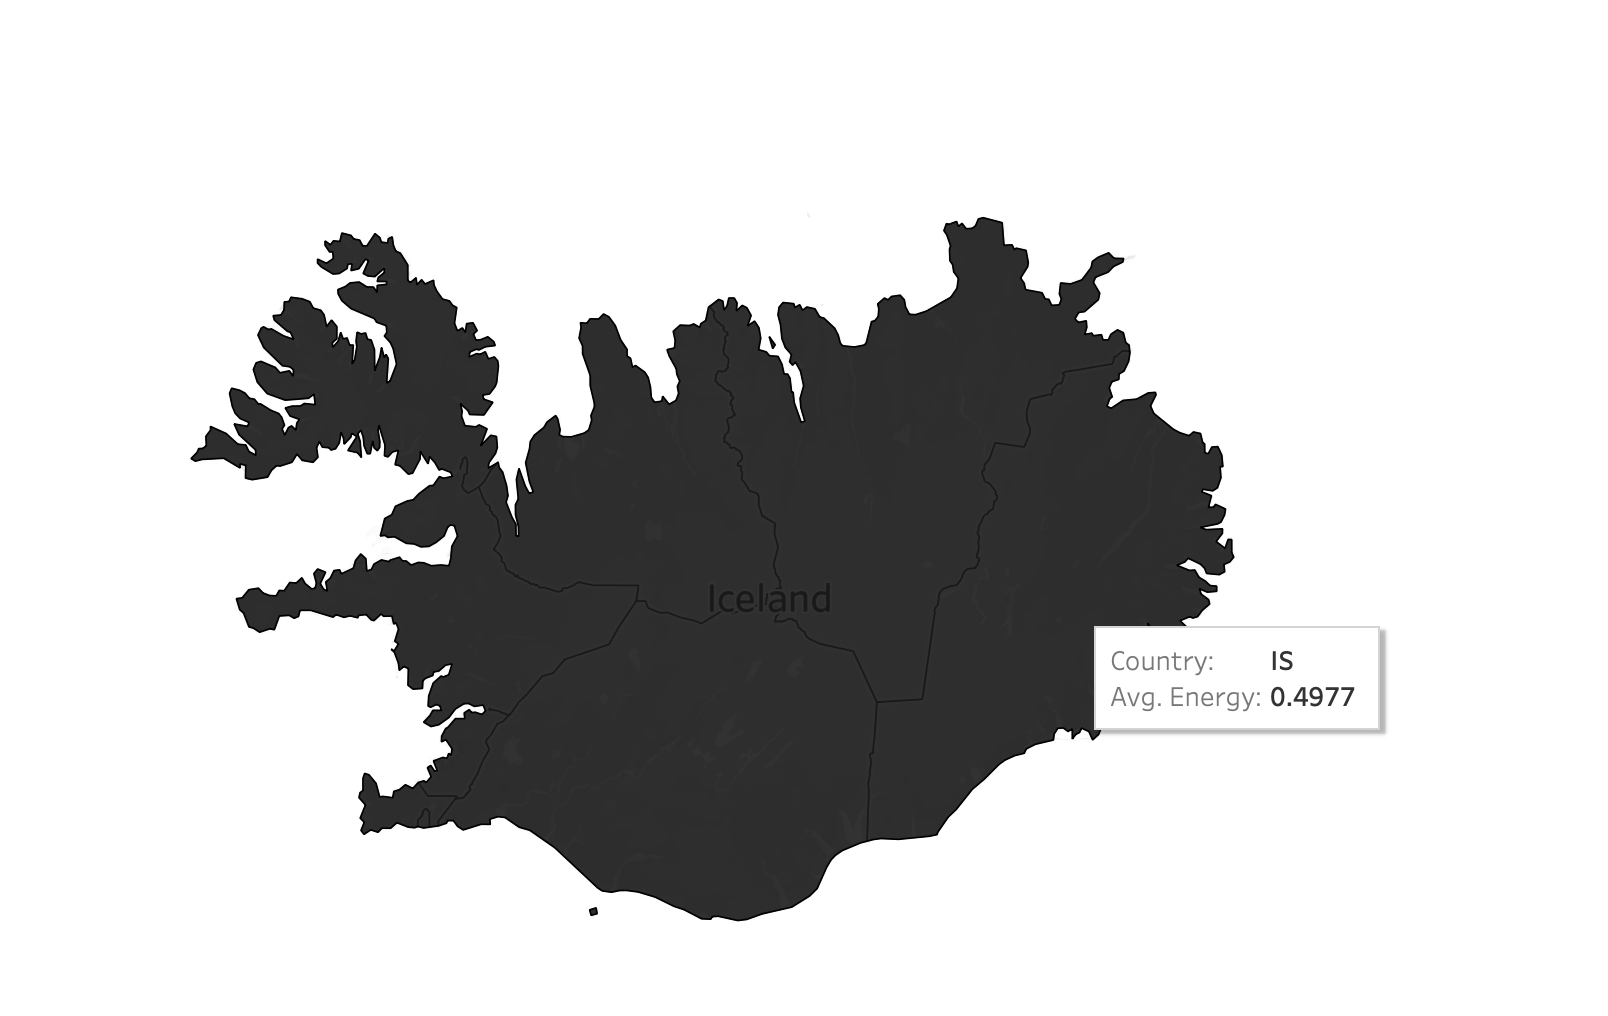 Iceland
Country: IS
Avg. Energy: 0.4977